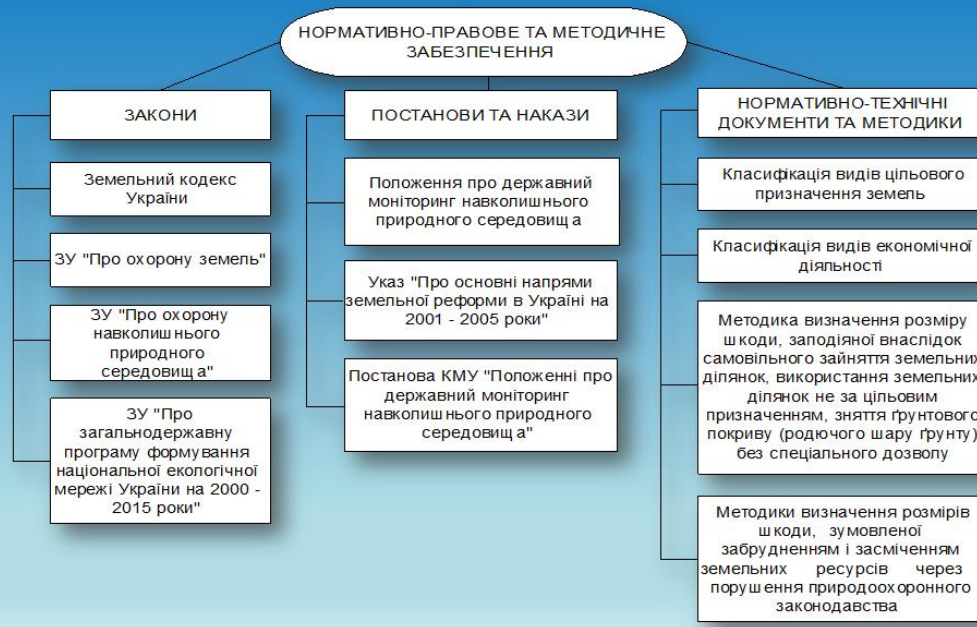 НОРМАТИВНО-ПРАВОВЕ ТА МЕТОДИЧНЕ
ЗАБЕЗПЕЧЕННЯ
ЗАКОНИ
Земельний кодекс
України
ЗУ "Про охорону земель"
ЗУ "Про охорону
навколишнього
природного
середовища"
ЗУ "Про
загальнодержавну
програму формування
національної екологічної
мережі України на 2000 -
2015 роки"
ПОСТАНОВИ ТА НАКАЗИ
Положення про державний
моніторинг навколишнього
природного середовища
Указ "Про основні напрями
земельної реформи в Україні на
2001 - 2005 роки"
Постанова КМУ "Положенні про
державний моніторинг
навколишнього природного
середовища"
НОРМАТИВНО-ТЕХНІЧНІ
ДОКУМЕНТИ ТА МЕТОДИКИ
Класифікація видів цільового
призначення земель
Класифікація видів економічної
діяльності
Методика визначення розміру
шкоди, заподіяної внаслідок
самовільного зайняття земельних
ділянок, використання земельних
ділянок не за цільовим
призначенням, зняття ґрунтового
покриву (родючого шару ґрунту)
без спеціального дозволу
Методики визначення розмірів
шкоди, зумовленої
забрудненням і засміченням
земельних ресурсів через
порушення природоохоронного
законодавства